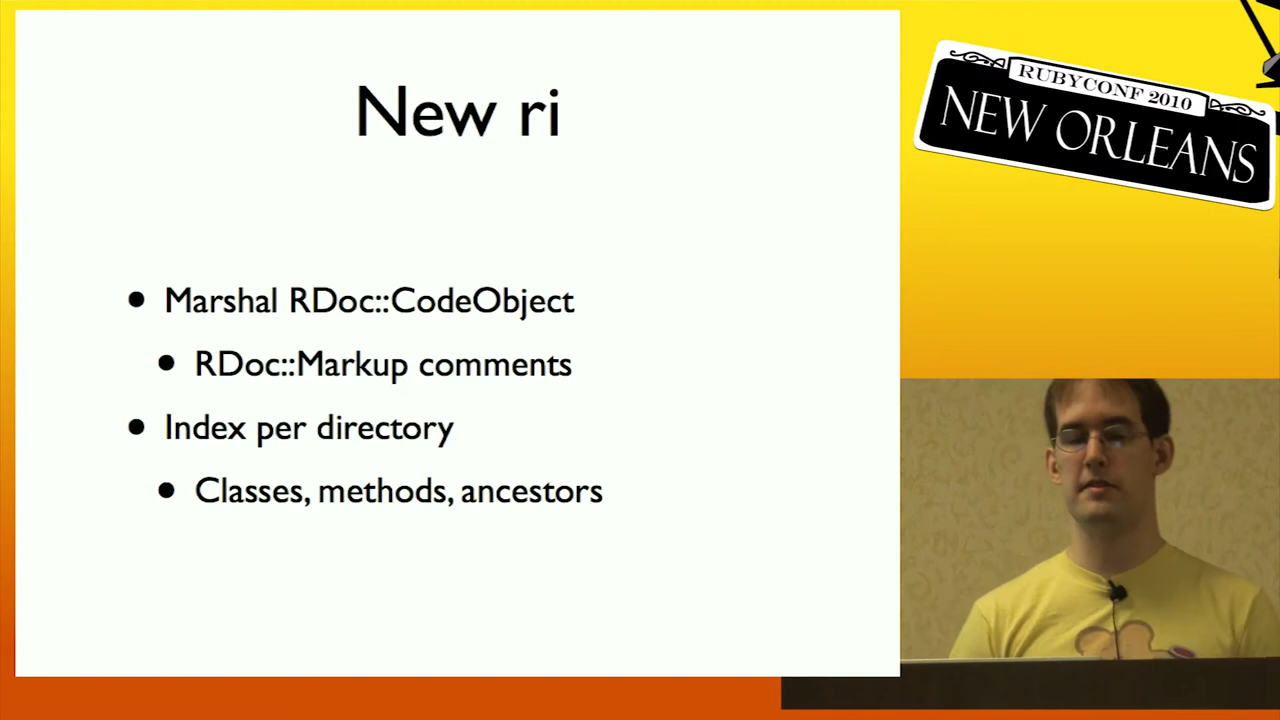 New ri
Marshal RDoc::CodeObject
RDoc::Markup comments
Index per directory
Classes, methods, ancestors
RUBYCONF 2010
NEW ORLEANS